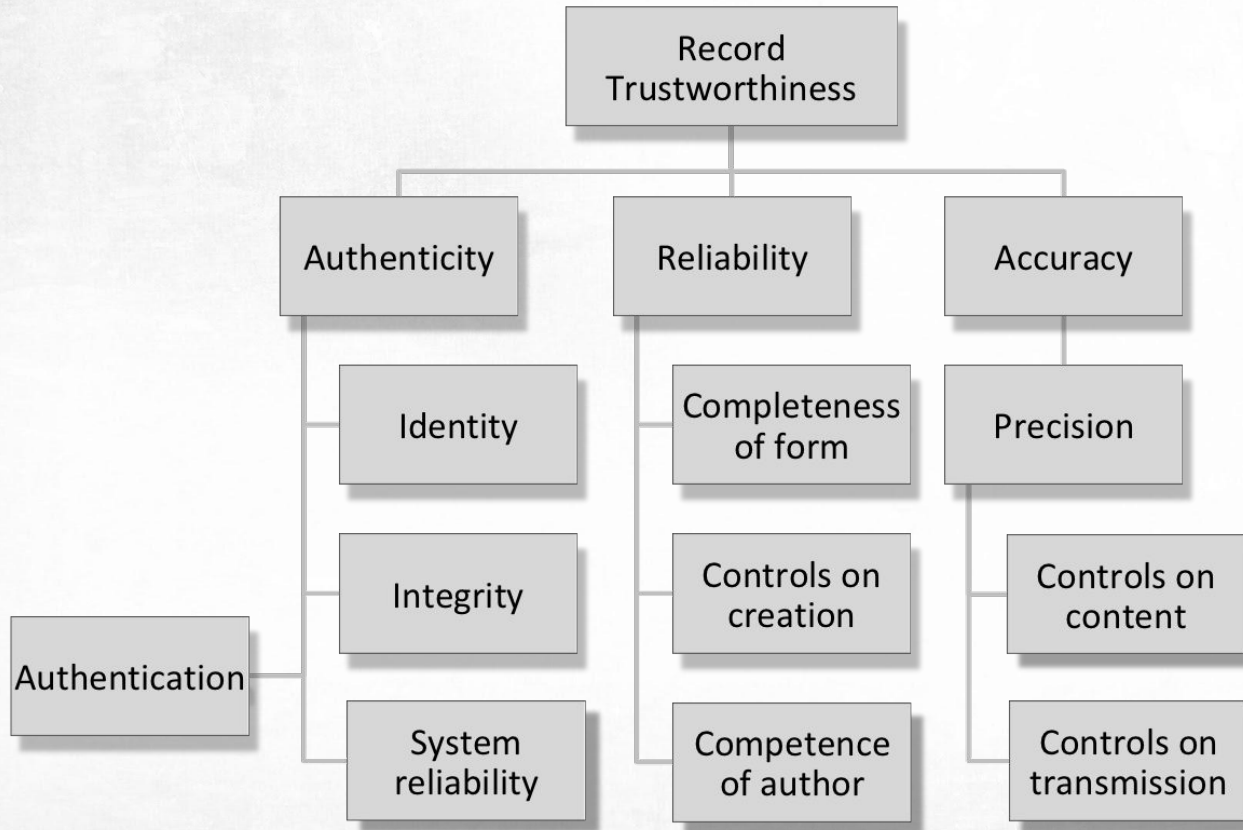 Record
Trustworthiness
Authenticity
Reliability
Accuracy
Identity
Completeness
of form
Precision
Integrity
Controls on
creation
Controls on
content
Authentication
System
reliability
Competence
of author
Controls on
transmission